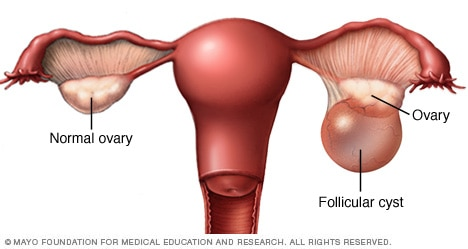 Normal ovary
Ovary
Follicular cyst
© MAYO FOUNDATION FOR MEDICAL EDUCATION AND RESEARCH. ALL RIGHTS RESERVED.